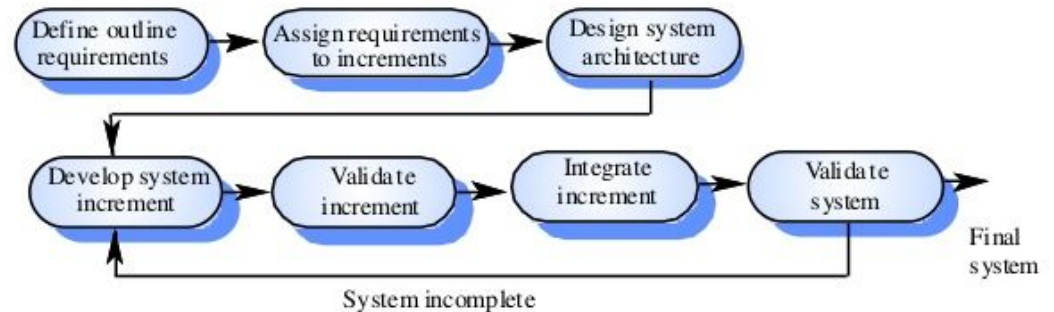 Define outline
requirements
Assign requirements
to increments
Design system
architecture
Develop system
increment
Validate
increment
Integrate
increment
Validate
system
Final
system
System incomplete